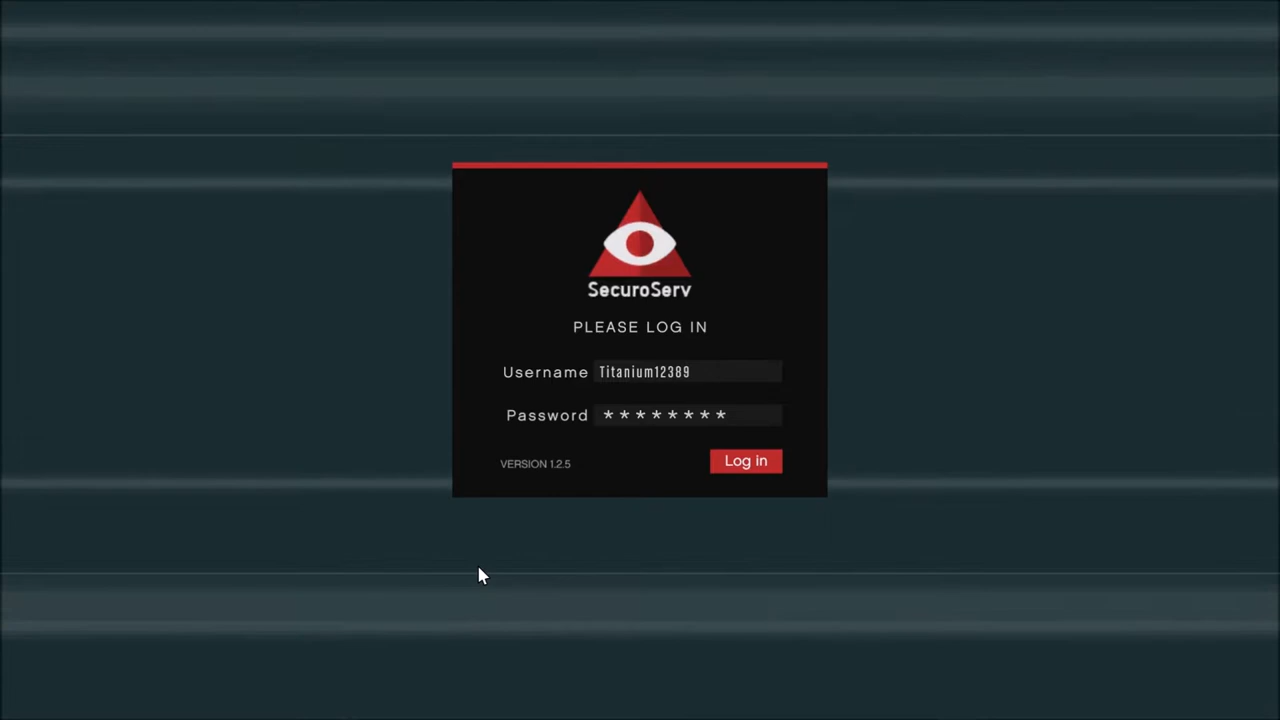 SecuroServ
PLEASE LOG IN
Username Titanium12389
Password ********
VERSION 1.2.5
Log in